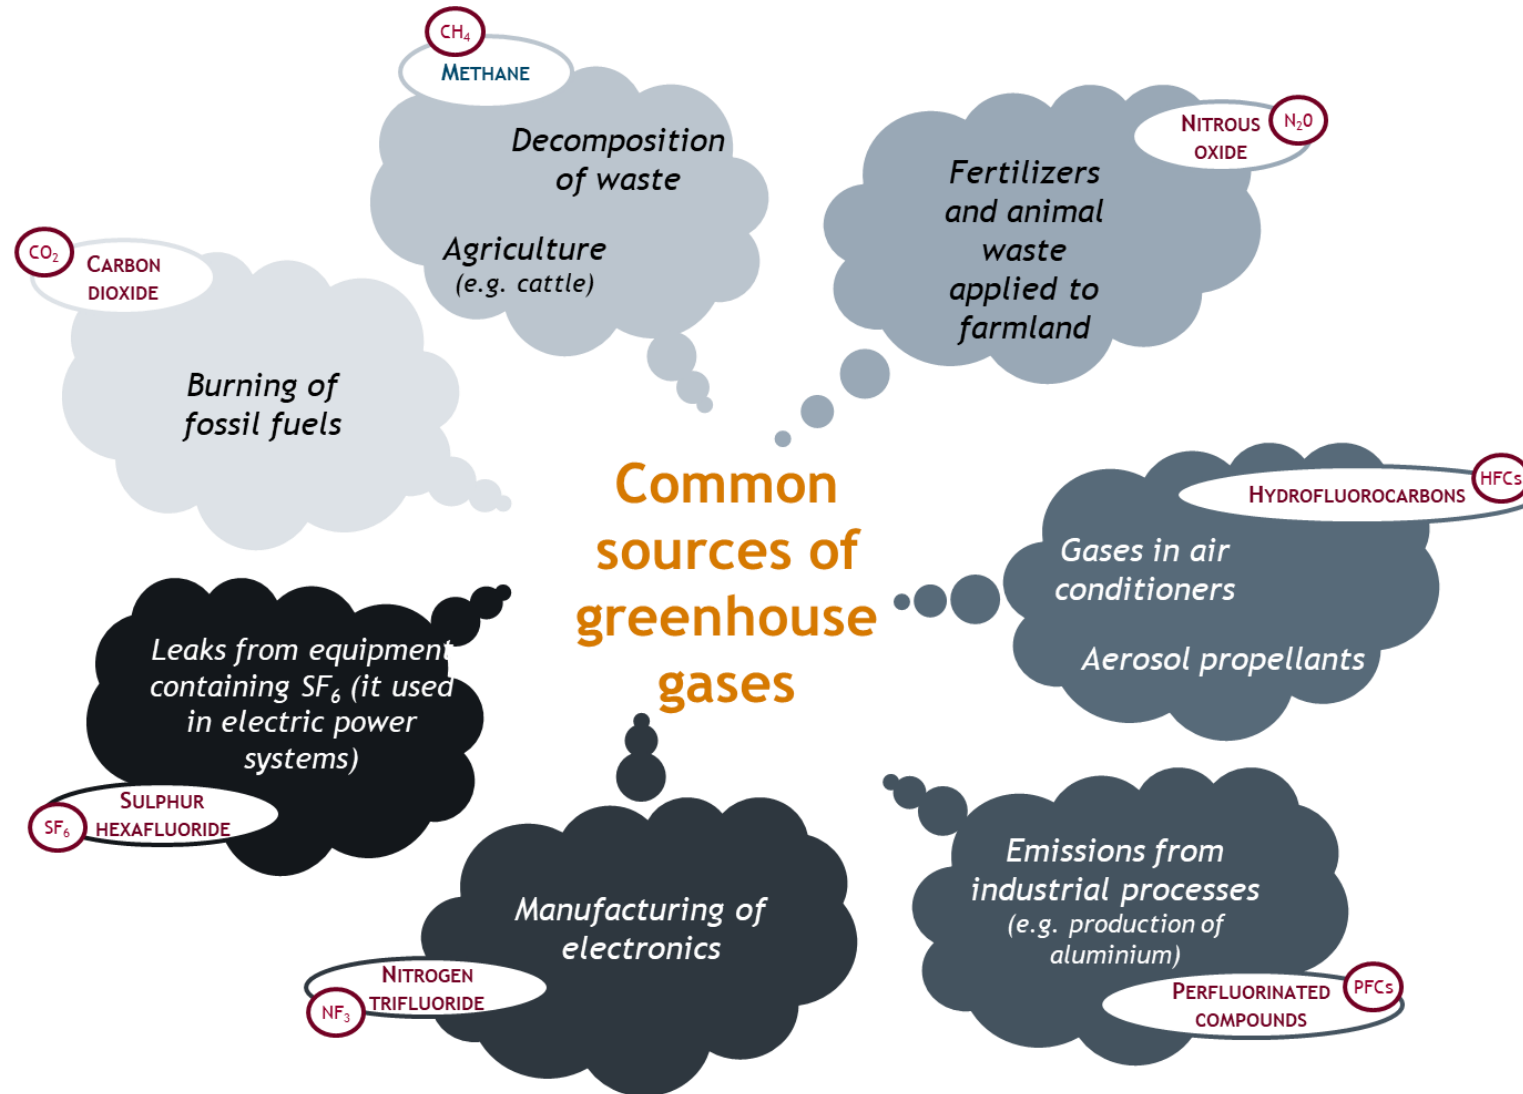 Common
sources of
greenhouse
gases
CO₂
CARBON
DIOXIDE
Burning of
fossil fuels
CH₄
METHANE
Decomposition
of waste
Agriculture
(e.g. cattle)
N₂0
NITROUS
OXIDE
Fertilizers
and animal
waste
applied to
farmland
HFCs
HYDROFLUOROCARBONS
Gases in air
conditioners
Aerosol propellants
Emissions from
industrial processes
(e.g. production of
aluminium)
PFCs
PERFLUORINATED
COMPOUNDS
Manufacturing of
electronics
NITROGEN
TRIFLUORIDE
NF₃
Leaks from equipment
containing SF₆ (it used
in electric power
systems)
SULPHUR
HEXAFLUORIDE
SF₆